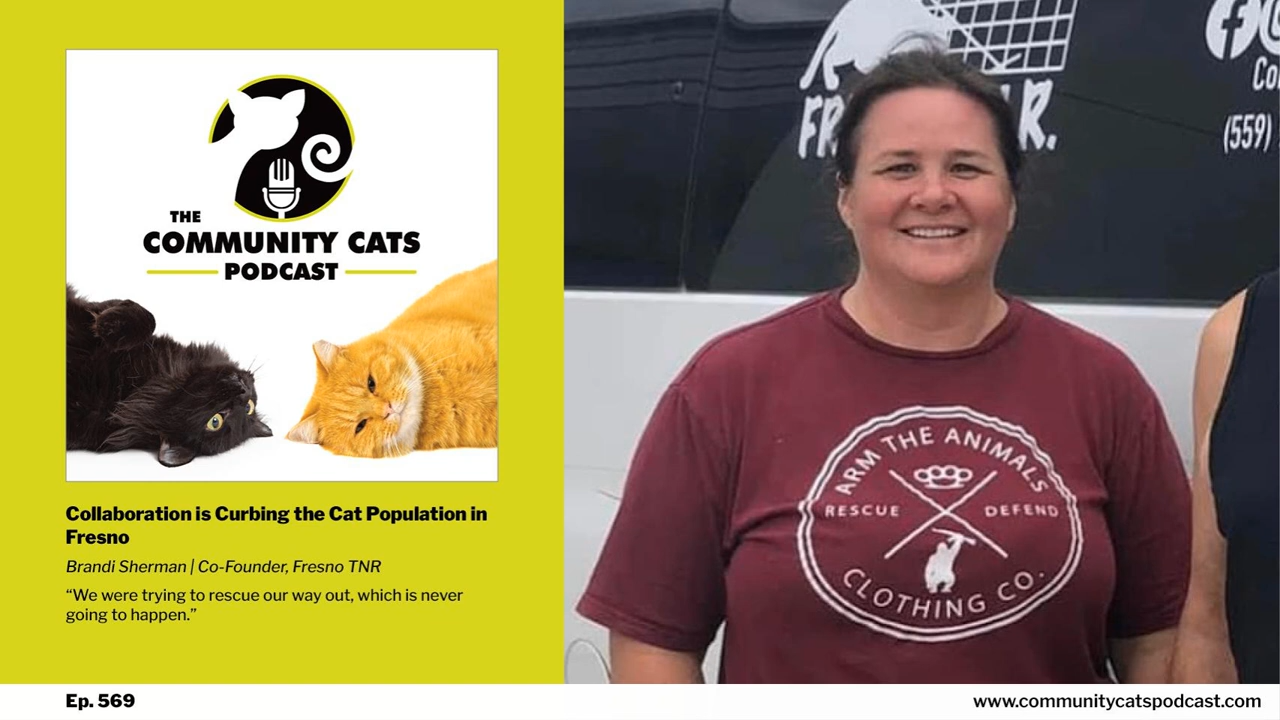 THE
COMMUNITY CATS
PODCAST
Collaboration is Curbing the Cat Population in
Fresno
Brandi Sherman | Co-Founder, Fresno TNR
“We were trying to rescue our way out, which is never
going to happen.”
(559)
ARM THE ANIMALS
RESCUE DEFEND
CLOTHING CO.
Ep. 569
www.communitycatspodcast.com